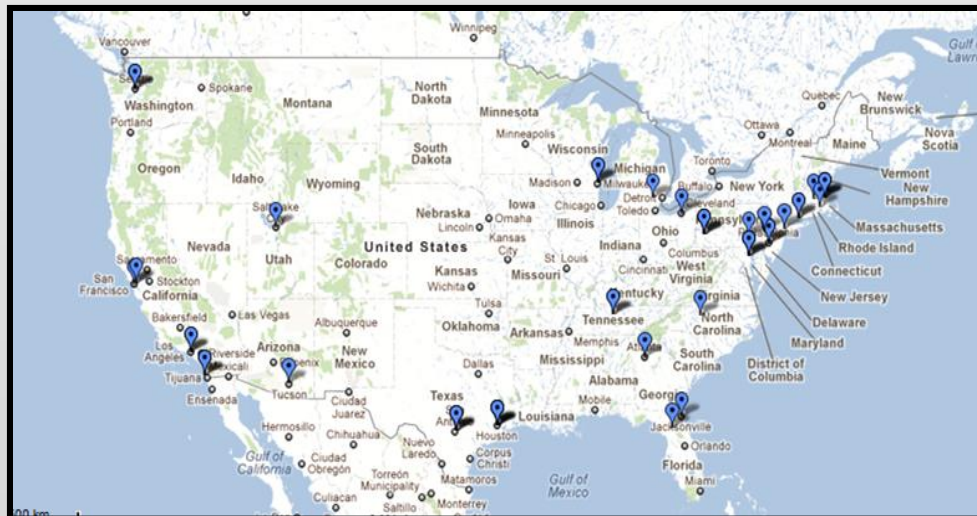 Winnipeg
Gulf of
Vancouver
Spokane
Washington
Montana
North
Dakota
Minnesota
Quebec
New
Brunswick
Portland
Minneapolis
Ottawa
Montreal
Maine
Nova
Scotia
Oregon
South
Dakota
Wisconsin
Michigan
Toronto
Vermont
Idaho
Wyoming
Madison
Milwaukee
Buffalo
New York
New
Hampshire
Iowa
Chicago
Detroit
Toledo
Cleveland
Massachusetts
Nebraska
Omaha
Lincoln
Illinois
Ohio
Rhode Island
Nevada
Utah
United States
Colorado
Kansas
City
Indiana
Columbus
Connecticut
Sacramento
San
Francisco
Stockton
California
Kansas
Wichita
Missouri
St Louis
Cincinnati
West
Virginia
New Jersey
Bakersfield
Las Vegas
Albuquerque
Tulsa
Oklahoma
Tennessee
North
Carolina
Delaware
Los
Angeles
Riverside
Arizona
New
Mexico
Arkansas
Memphis
Maryland
Tijuana
Ensenada
Tucson
Dallas
Mississippi
South
Carolina
District of
Columbia
Ciudad
Juarez
Texas
Louisiana
Alabama
Mobile
Hermosillo
Chihuahua
Houston
Jacksonville
Gulf of
California
Ciudad
Obregón
Nuevo
Laredo
Corpus
Christi
Orlando
Florida
Gulf of
Mexico
Miami
Torreón
Municipality
Matamoros
Culiacan
Saltillo
Monterrey